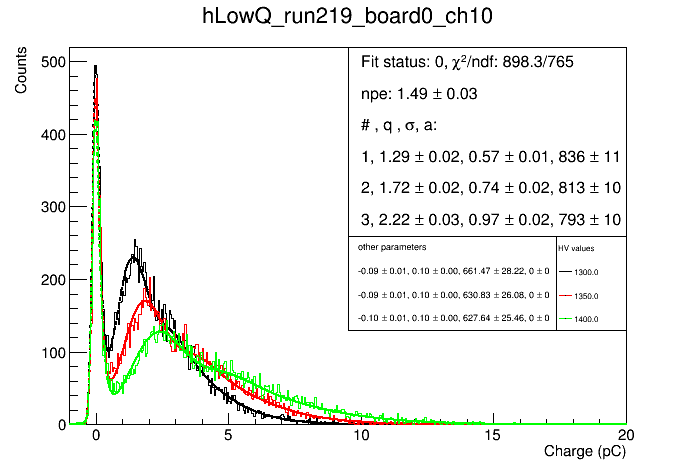 hLowQ_run219_board0_ch10
Counts
500
400
300
200
100
0
0 5 10 15 20
Charge (pC)
Fit status: 0, χ²/ndf: 898.3/765
npe: 1.49 ± 0.03
# , q , σ, a:
1, 1.29 ± 0.02, 0.57 ± 0.01, 836 ± 11
2, 1.72 ± 0.02, 0.74 ± 0.02, 813 ± 10
3, 2.22 ± 0.03, 0.97 ± 0.02, 793 ± 10
other parameters
-0.09 ± 0.01, 0.10 ± 0.00, 661.47 ± 28.22, 0 ± 0
-0.09 ± 0.01, 0.10 ± 0.00, 630.83 ± 26.08, 0 ± 0
-0.10 ± 0.01, 0.10 ± 0.00, 627.64 ± 25.46, 0 ± 0
HV values
1300.0
1350.0
1400.0